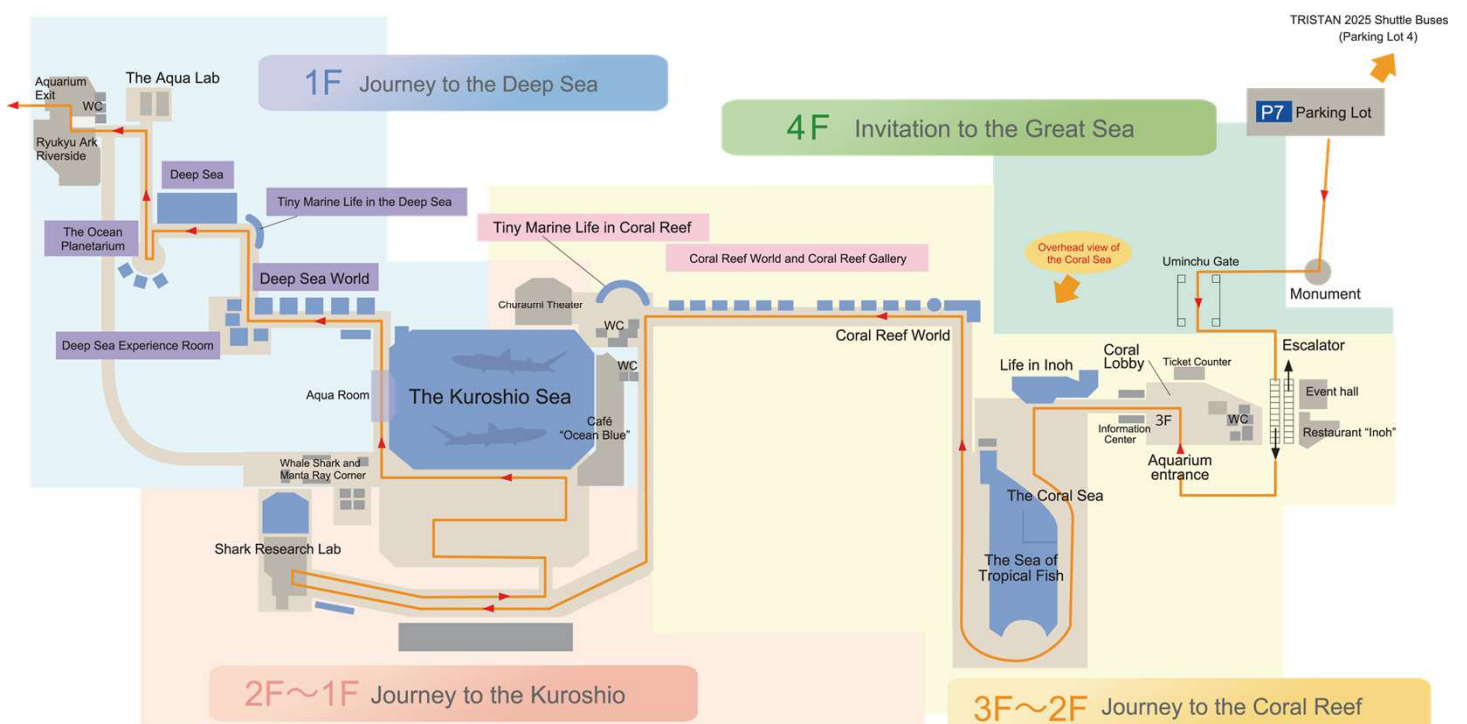 TRISTAN 2025 Shuttle Buses
(Parking Lot 4)
P7 Parking Lot
1F Journey to the Deep Sea
4F Invitation to the Great Sea
Aquarium
Exit
WC
The Aqua Lab
Ryukyu Ark
Riverside
Deep Sea
Tiny Marine Life in the Deep Sea
The Ocean
Planetarium
Deep Sea World
Deep Sea Experience Room
Tiny Marine Life in Coral Reef
Coral Reef World and Coral Reef Gallery
Overhead view of
the Coral Sea
Uminchu Gate
Monument
Churaumi Theater
WC
WC
Coral Reef World
Escalator
Life in Inoh
Coral
Lobby
Ticket Counter
Event hall
Restaurant "Inoh"
WC
3F
Information
Center
Aquarium
entrance
Aqua Room
The Kuroshio Sea
Café
"Ocean Blue"
Whale Shark and
Manta Ray Corner
Shark Research Lab
The Coral Sea
The Sea of
Tropical Fish
2F～1F Journey to the Kuroshio
3F～2F Journey to the Coral Reef